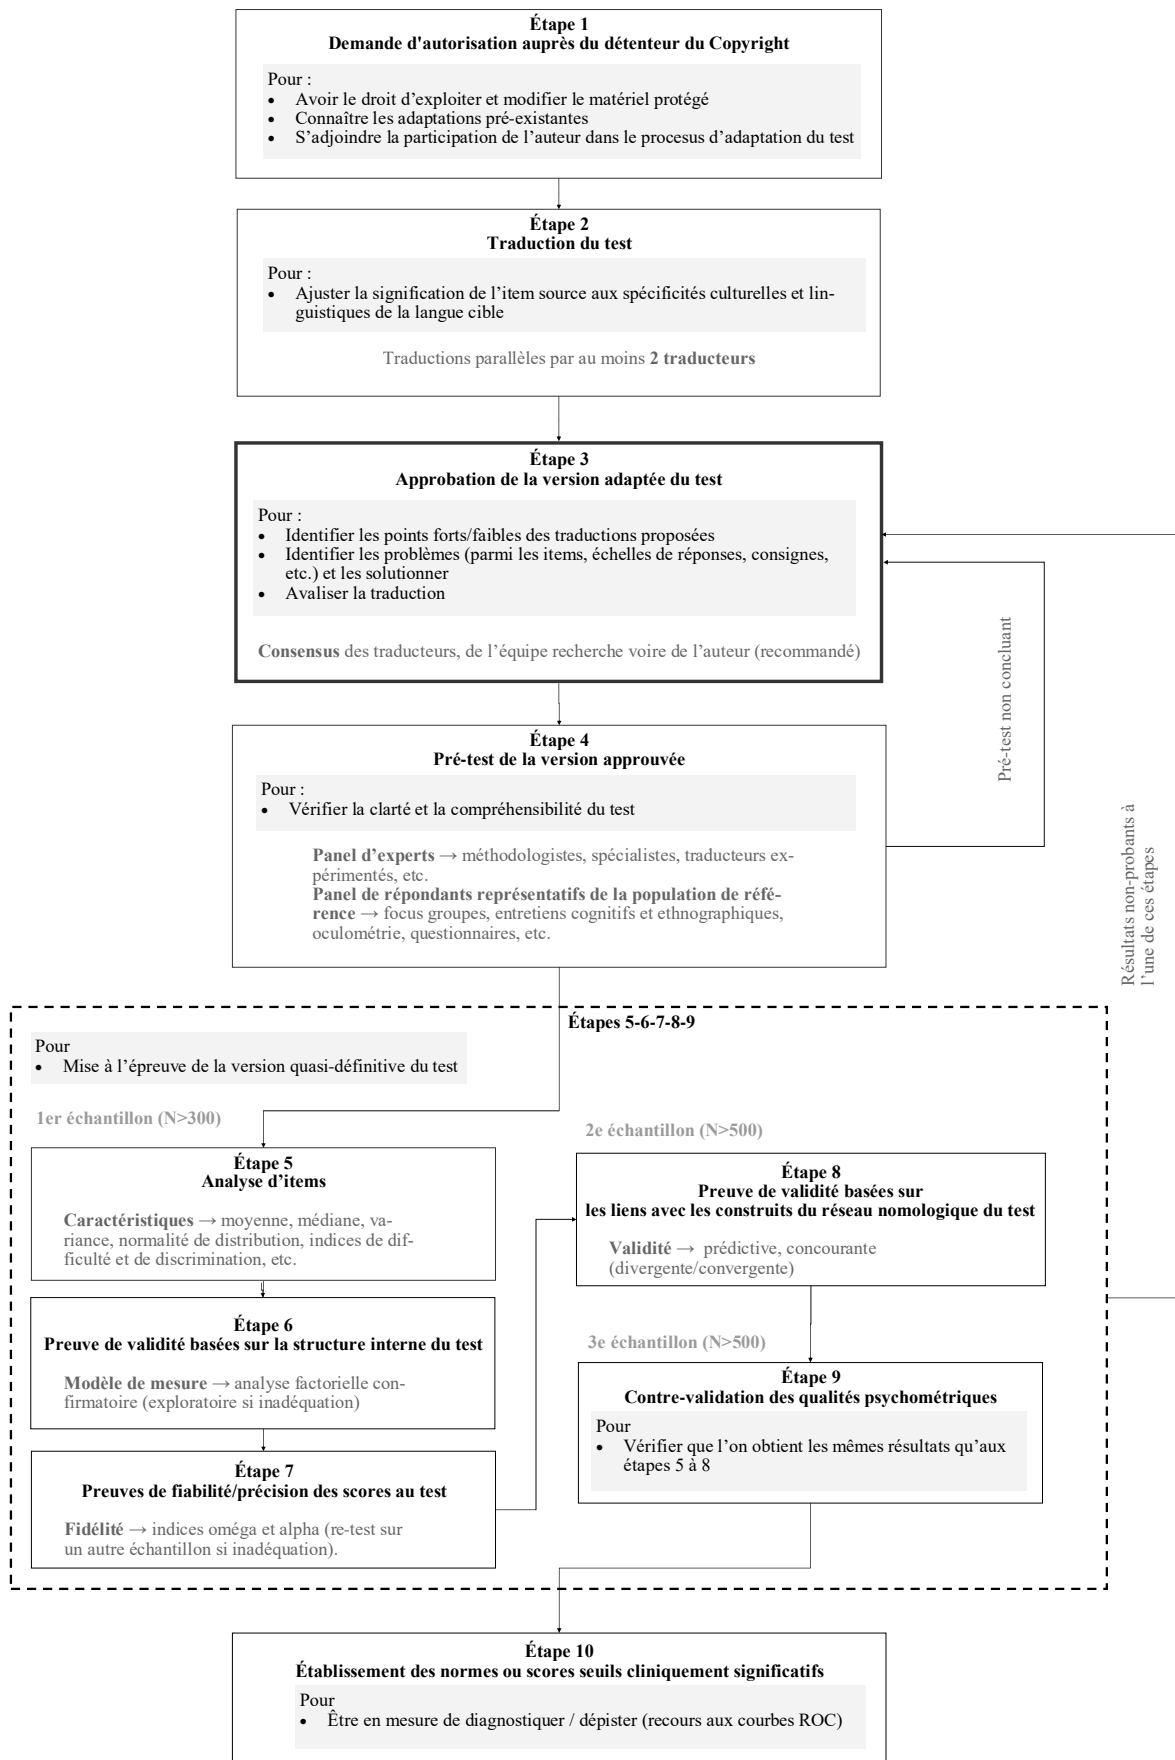 Étape 1
Demande d'autorisation auprès du détenteur du Copyright
Pour :
• Avoir le droit d’exploiter et modifier le matériel protégé
• Connaître les adaptations pré-existantes
• S’adjoindre la participation de l’auteur dans le procesus d’adaptation du test
Étape 2
Traduction du test
Pour :
• Ajuster la signification de l’item source aux spécificités culturelles et lin-
guistiques de la langue cible
Traductions parallèles par au moins 2 traducteurs
Étape 3
Approbation de la version adaptée du test
Pour :
• Identifier les points forts/faibles des traductions proposées
• Identifier les problèmes (parmi les items, échelles de réponses, consignes,
etc.) et les solutionner
• Avaliser la traduction
Consensus des traducteurs, de l’équipe recherche voire de l’auteur (recommandé)
Pré-test non concluant
Étape 4
Pré-test de la version approuvée
Pour :
• Vérifier la clarté et la compréhensibilité du test
Panel d’experts → méthodologistes, spécialistes, traducteurs ex-
périmentés, etc.
Panel de répondants représentatifs de la population de réfé-
rence → focus groupes, entretiens cognitifs et ethnographiques,
oculométrie, questionnaires, etc.
Résultats non-probants à
l’une de ces étapes
Étapes 5-6-7-8-9
Pour
• Mise à l’épreuve de la version quasi-définitive du test
1er échantillon (N>300)
Étape 5
Analyse d’items
Caractéristiques → moyenne, médiane, va-
riance, normalité de distribution, indices de dif-
ficulté et de discrimination, etc.
Étape 6
Preuve de validité basées sur la structure interne du test
Modèle de mesure → analyse factorielle con-
firmatoire (exploratoire si inadéquation)
Étape 7
Preuves de fiabilité/précision des scores au test
Fidélité → indices oméga et alpha (re-test sur
un autre échantillon si inadéquation).
2e échantillon (N>500)
Étape 8
Preuve de validité basées sur
les liens avec les construits du réseau nomologique du test
Validité → prédictive, concourante
(divergente/convergente)
3e échantillon (N>500)
Étape 9
Contre-validation des qualités psychométriques
Pour
• Vérifier que l’on obtient les mêmes résultats qu’aux
étapes 5 à 8
Étape 10
Établissement des normes ou scores seuils cliniquement significatifs
Pour
• Être en mesure de diagnostiquer / dépister (recours aux courbes ROC)